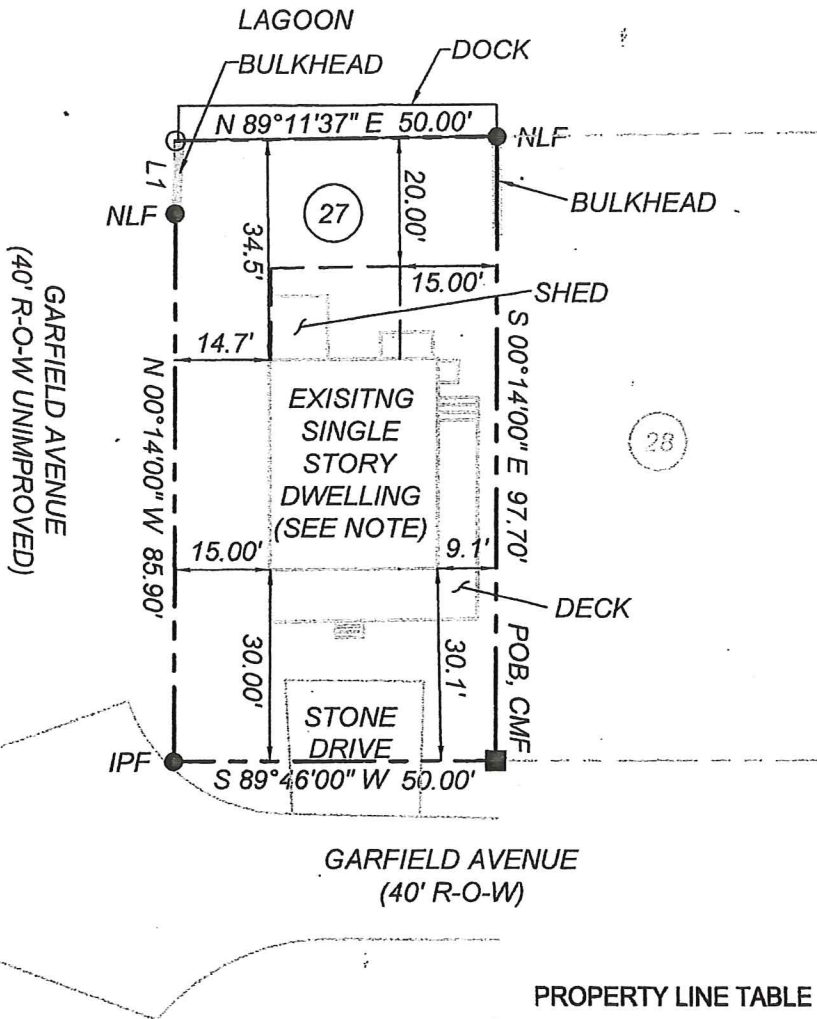 LAGOON
BULKHEAD
DOCK
N 89°11'37" E 50.00'
NLF
L1
BULKHEAD
NLF
27
20.00'
34.5'
15.00'
SHED
14.7'
GARFIELD AVENUE
(40' R-O-W UNIMPROVED)
N 00°14'00" W 85.90'
EXISITNG
SINGLE
STORY
DWELLING
(SEE NOTE)
S 00°14'00" E 97.70'
28
15.00'
9.1'
DECK
30.00'
30.1'
POB, CMF
STONE
DRIVE
IPF
S 89°46'00" W 50.00'
GARFIELD AVENUE
(40' R-O-W)
PROPERTY LINE TABLE